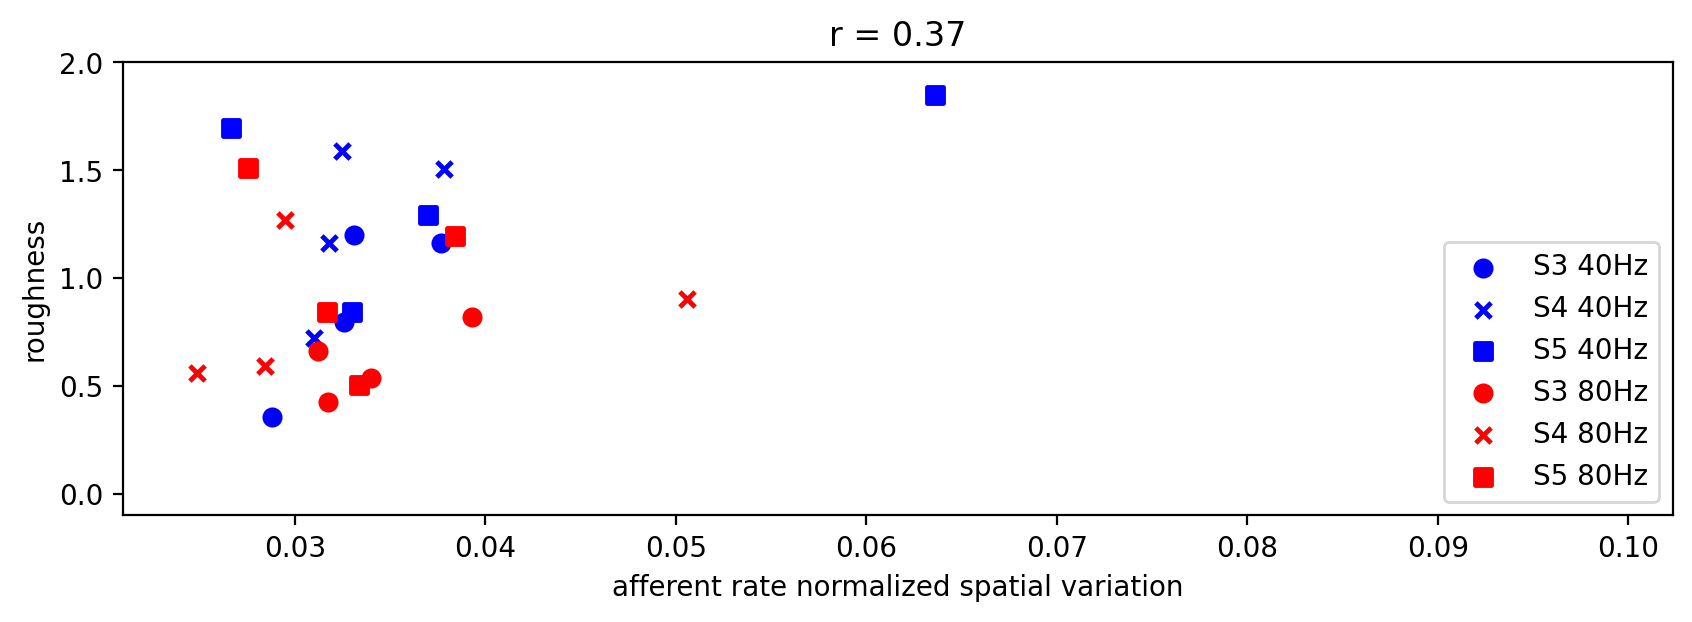 r = 0.37
2.0
1.5
1.0
0.5
0.0
roughness
S3 40Hz
S4 40Hz
S5 40Hz
S3 80Hz
S4 80Hz
S5 80Hz
0.03 0.04 0.05 0.06 0.07 0.08 0.09 0.10
afferent rate normalized spatial variation